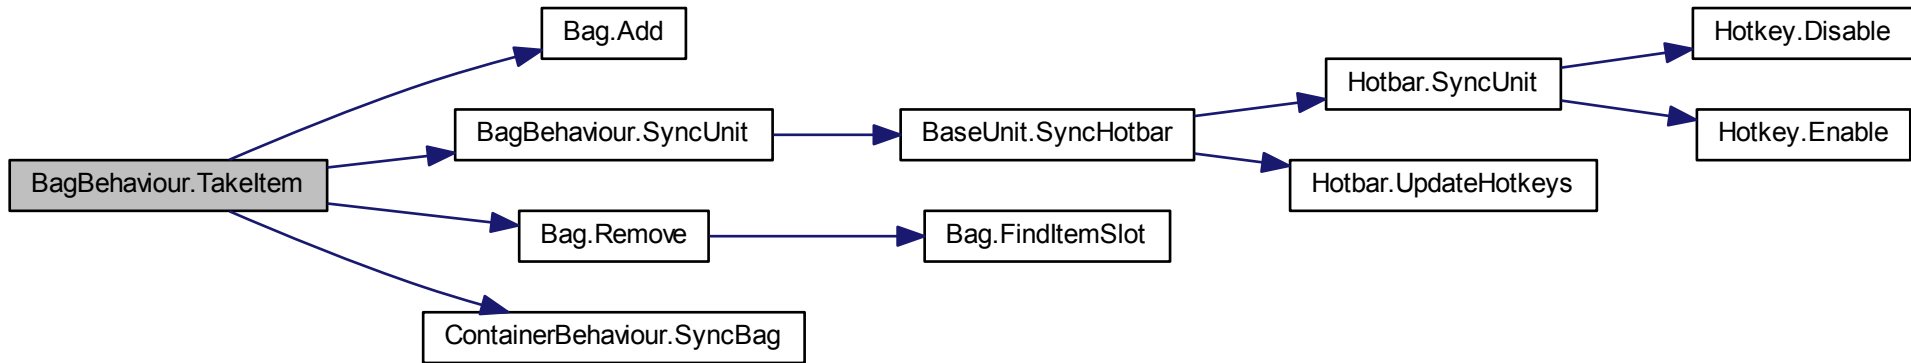 Bag.Add
Hotkey.Disable
Hotbar.SyncUnit
BagBehaviour.SyncUnit
BaseUnit.SyncHotbar
Hotkey.Enable
BagBehaviour.TakeItem
Hotbar.UpdateHotkeys
Bag.Remove
Bag.FindItemSlot
ContainerBehaviour.SyncBag